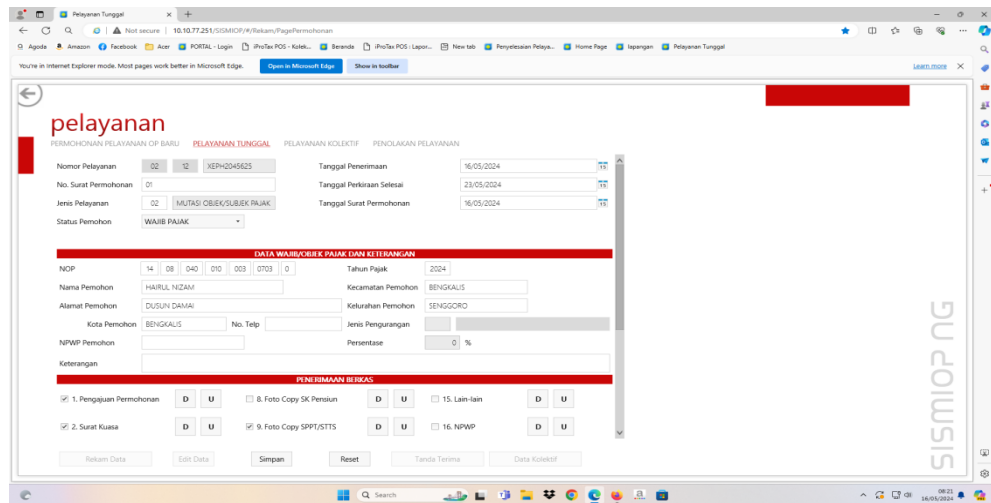 Pelayanan Tunggal
Not secure 10.10.77.251/SISMIOP/#/Rekam/PagePermohonan
Agoda Amazon Facebook Acer PORTAL - Login iProTax POS - Kolek... Beranda iProTax POS : Lapor... New tab Penyelesaian Pelaya... Home Page lapangan Pelayanan Tunggal
You're in Internet Explorer mode. Most pages work better in Microsoft Edge. Open in Microsoft Edge Show in toolbar Learn more
pelayanan
PERMOHONAN PELAYANAN OP BARU PELAYANAN TUNGGAL PELAYANAN KOLEKTIF PENOLAKAN PELAYANAN
Nomor Pelayanan 02 12 XEPH2045625 Tanggal Penerimaan 16/05/2024
No. Surat Permohonan 01 Tanggal Perkiraan Selesai 23/05/2024
Jenis Pelayanan 02 MUTASI OBJEK/SUBJEK PAJAK Tanggal Surat Permohonan 16/05/2024
Status Pemohon WAJIB PAJAK
DATA WAJIB/OBJEK PAJAK DAN KETERANGAN
NOP 14 08 040 010 003 0703 0 Tahun Pajak 2024
Nama Pemohon HAIRUL NIZAM Kecamatan Pemohon BENGKALIS
Alamat Pemohon DUSUN DAMAI Kelurahan Pemohon SENGGORO
Kota Pemohon BENGKALIS No. Telp Jenis Pengurangan
NPWP Pemohon Persentase 0 %
Keterangan
PENERIMAAN BERKAS
1. Pengajuan Permohonan D U 8. Foto Copy SK Pensiun D U 15. Lain-lain D U
2. Surat Kuasa D U 9. Foto Copy SPPT/STTS D U 16. NPWP D U
Rekam Data Edit Data Simpan Reset Tanda Terima Data Kolektif
SISMIOP NG
Search
08:21
16/05/2024